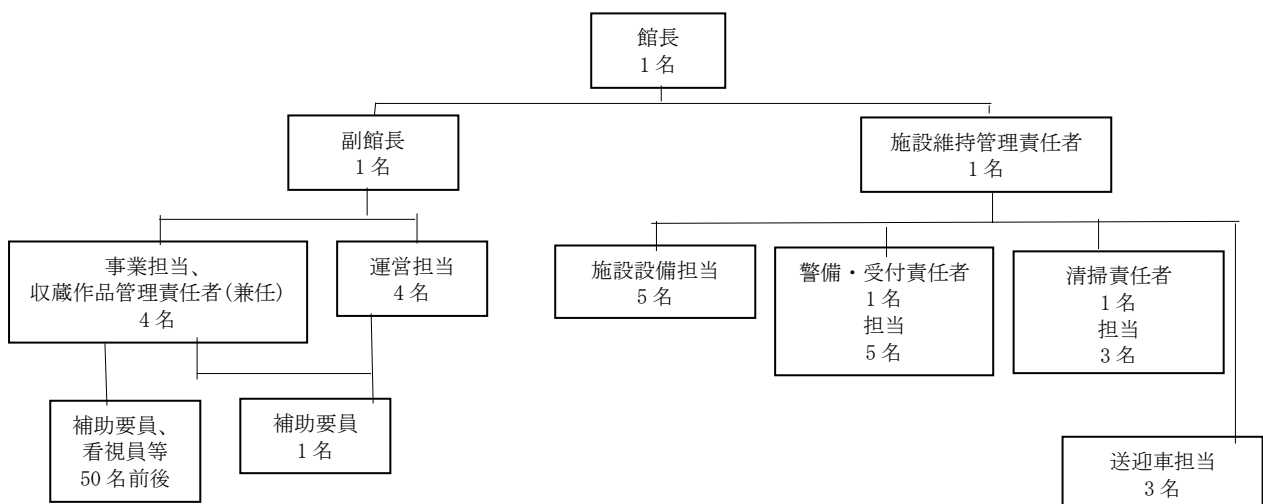 館長
1 名
副館長
1 名
施設維持管理責任者
1 名
事業担当、
収蔵作品管理責任者(兼任)
4 名
運営担当
4 名
施設設備担当
5 名
警備・受付責任者
1 名
担当
5 名
清掃責任者
1 名
担当
3 名
補助要員、
看視員等
50 名前後
補助要員
1 名
送迎車担当
3 名